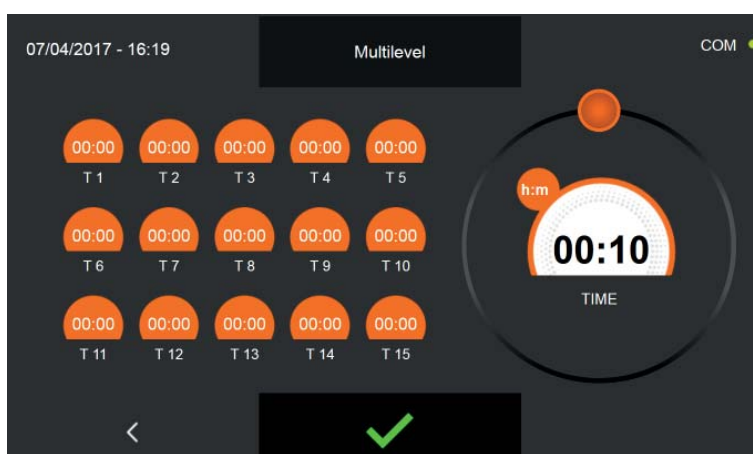 07/04/2017 - 16:19
Multilevel
COM
00:00 00:00 00:00 00:00 00:00
T 1 T 2 T 3 T 4 T 5
00:00 00:00 00:00 00:00 00:00
T 6 T 7 T 8 T 9 T 10
00:00 00:00 00:00 00:00 00:00
T 11 T 12 T 13 T 14 T 15
h:m
00:10
TIME